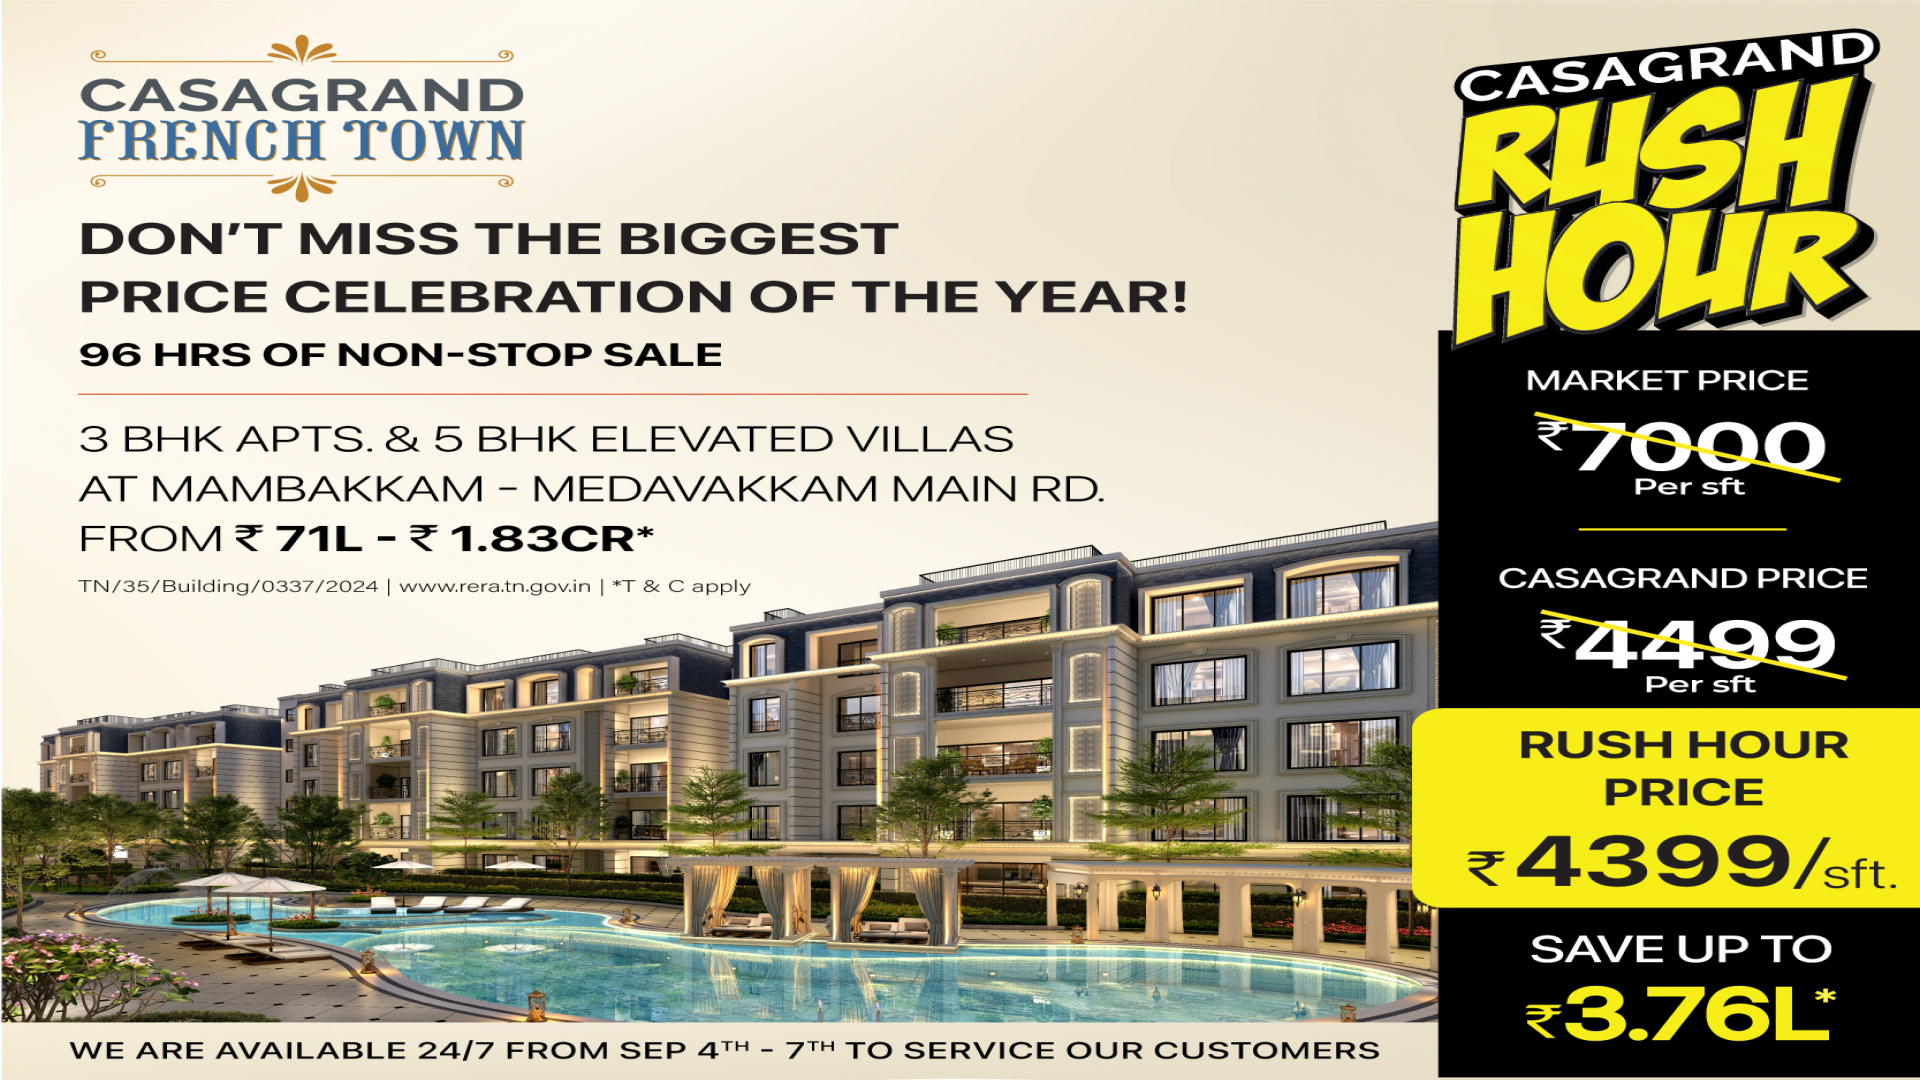 CASAGRAND
FRENCH TOWN
DON'T MISS THE BIGGEST
PRICE CELEBRATION OF THE YEAR!
96 HRS OF NON-STOP SALE
3 BHK APTS. & 5 BHK ELEVATED VILLAS
AT MAMBAKKAM - MEDAVAKKAM MAIN RD.
FROM ₹ 71L - ₹ 1.83CR*
TN/35/Building/0337/2024 | www.rera.tn.gov.in | *T & C apply
WE ARE AVAILABLE 24/7 FROM SEP 4TH - 7TH TO SERVICE OUR CUSTOMERS
CASAGRAND
RUSH
HOUR
MARKET PRICE
₹7000
Per sft
CASAGRAND PRICE
₹4499
Per sft
RUSH HOUR
PRICE
₹4399/sft.
SAVE UP TO
₹3.76L*